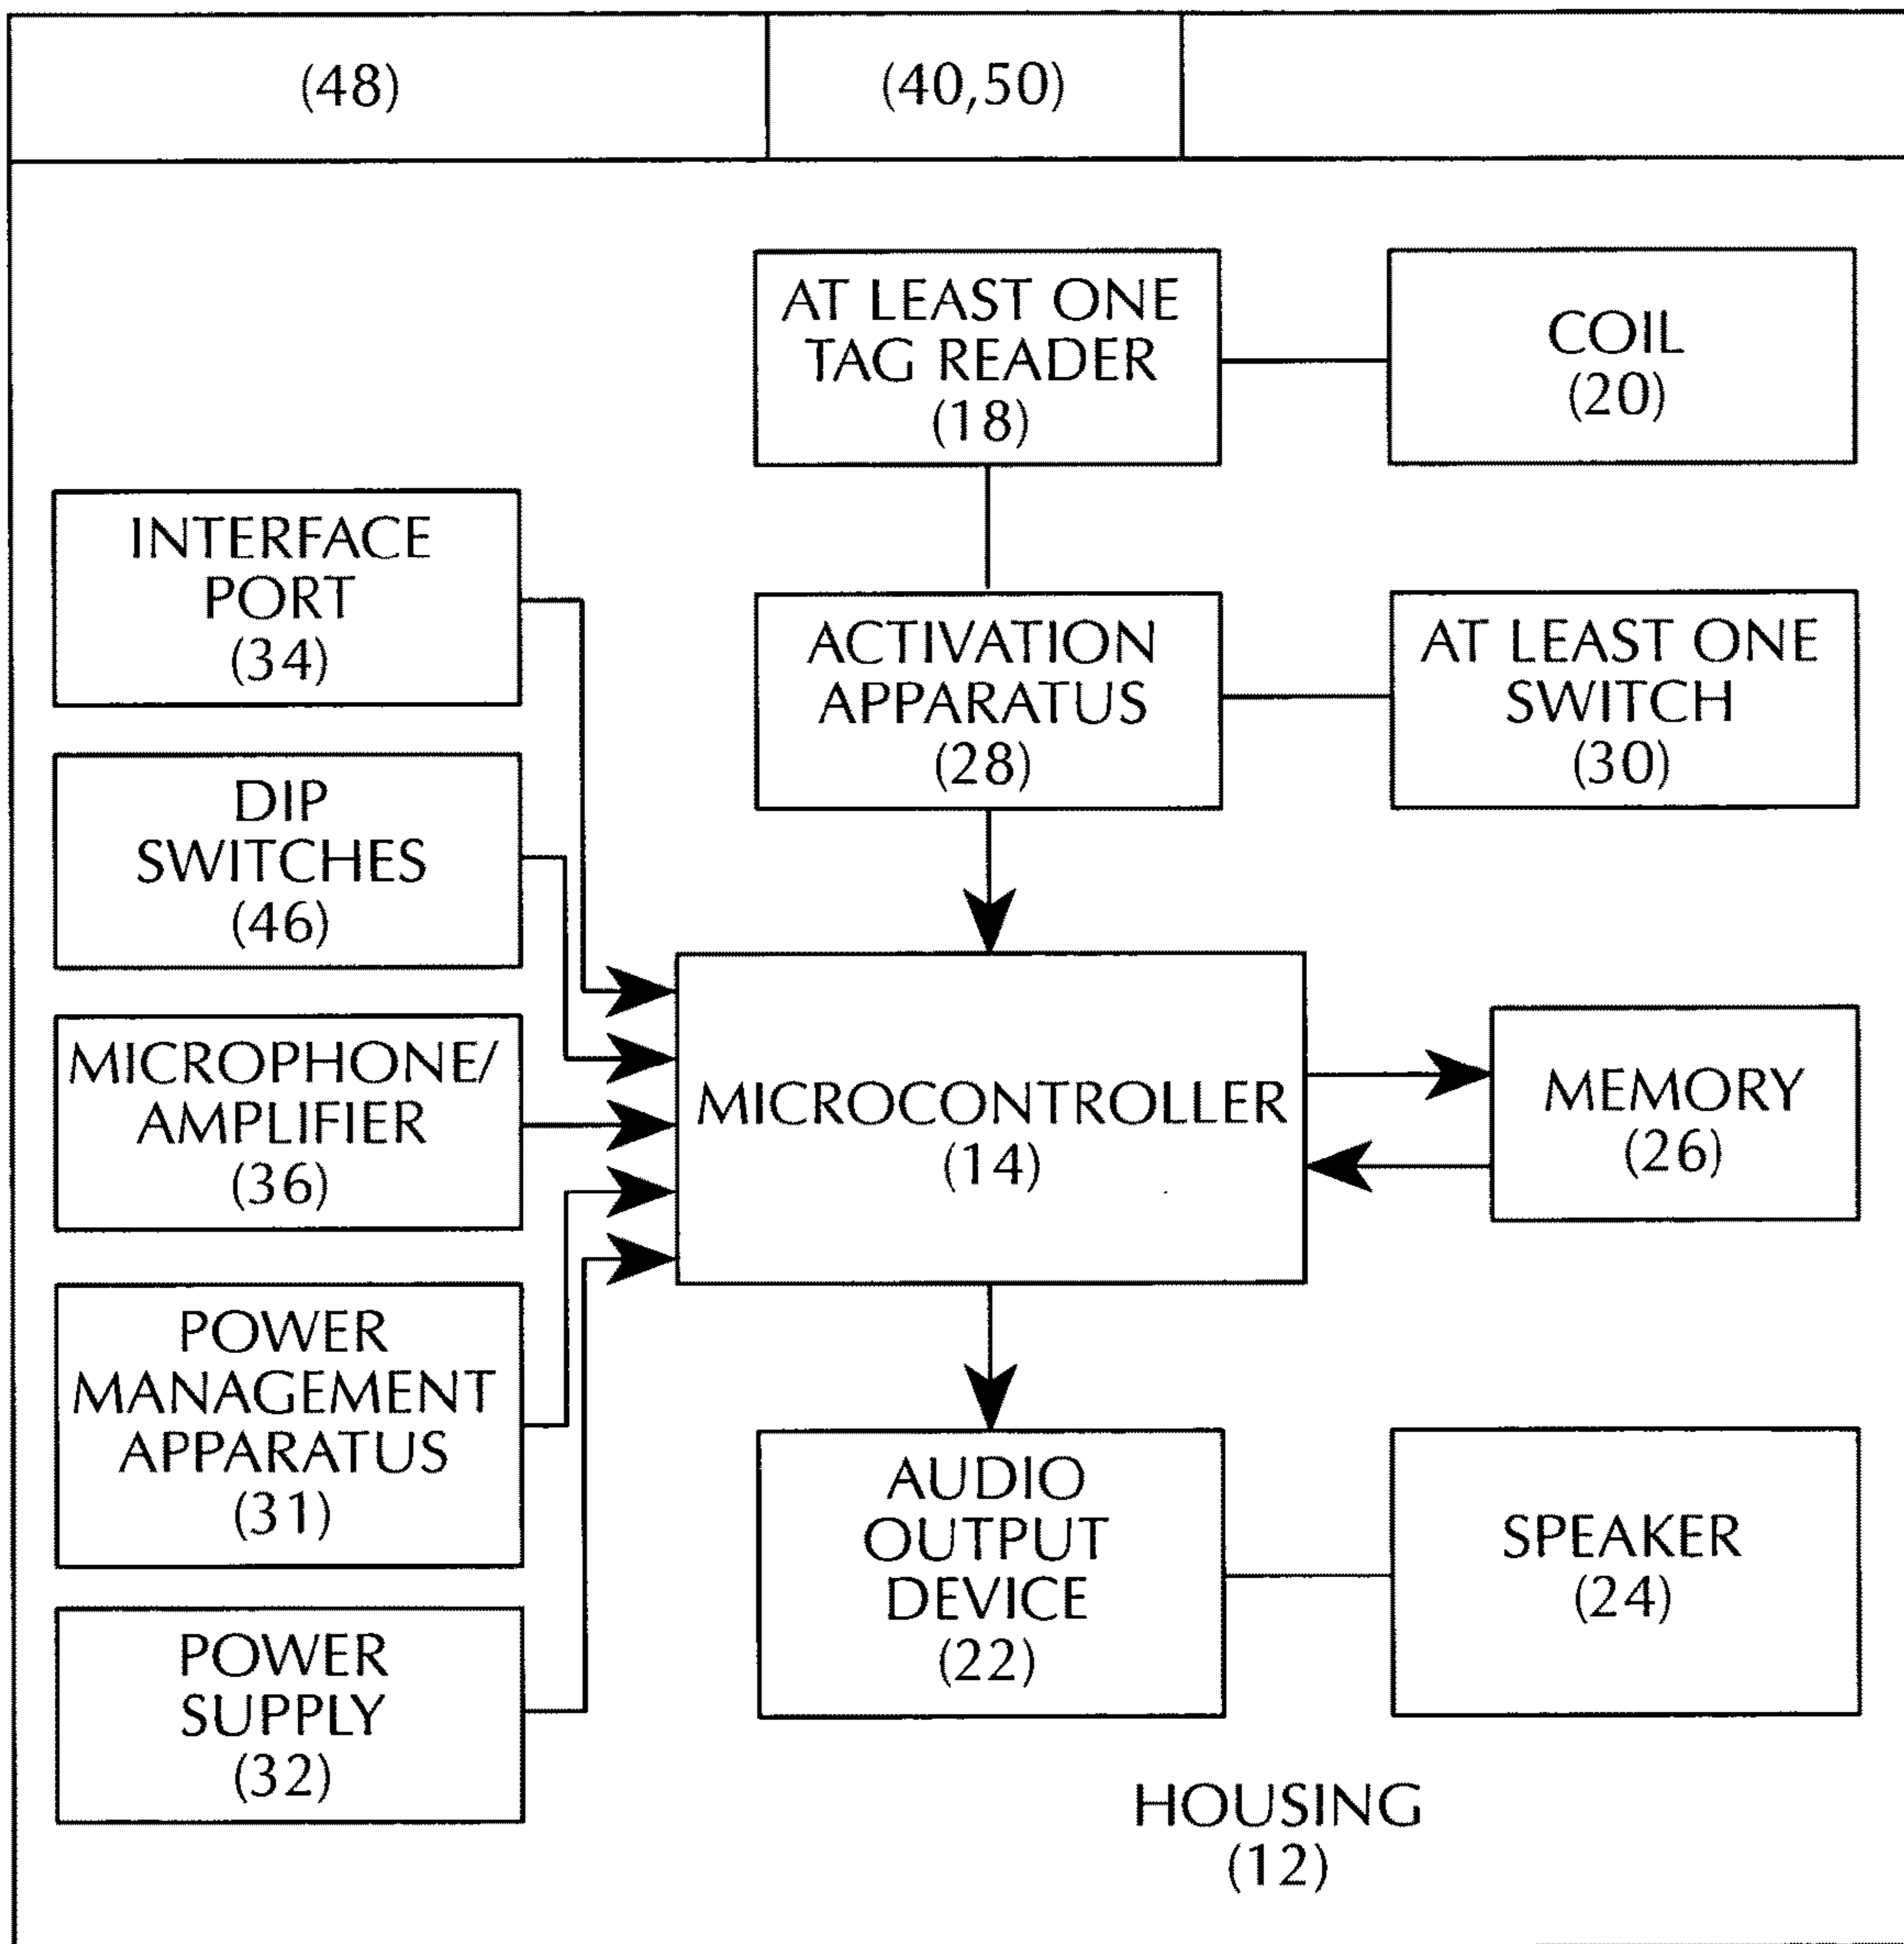 (48)
(40,50)
AT LEAST ONE
TAG READER
(18)
COIL
(20)
INTERFACE
PORT
(34)
ACTIVATION
APPARATUS
(28)
AT LEAST ONE
SWITCH
(30)
DIP
SWITCHES
(46)
MICROPHONE/
AMPLIFIER
(36)
MICROCONTROLLER
(14)
MEMORY
(26)
POWER
MANAGEMENT
APPARATUS
(31)
AUDIO
OUTPUT
DEVICE
(22)
SPEAKER
(24)
POWER
SUPPLY
(32)
HOUSING
(12)